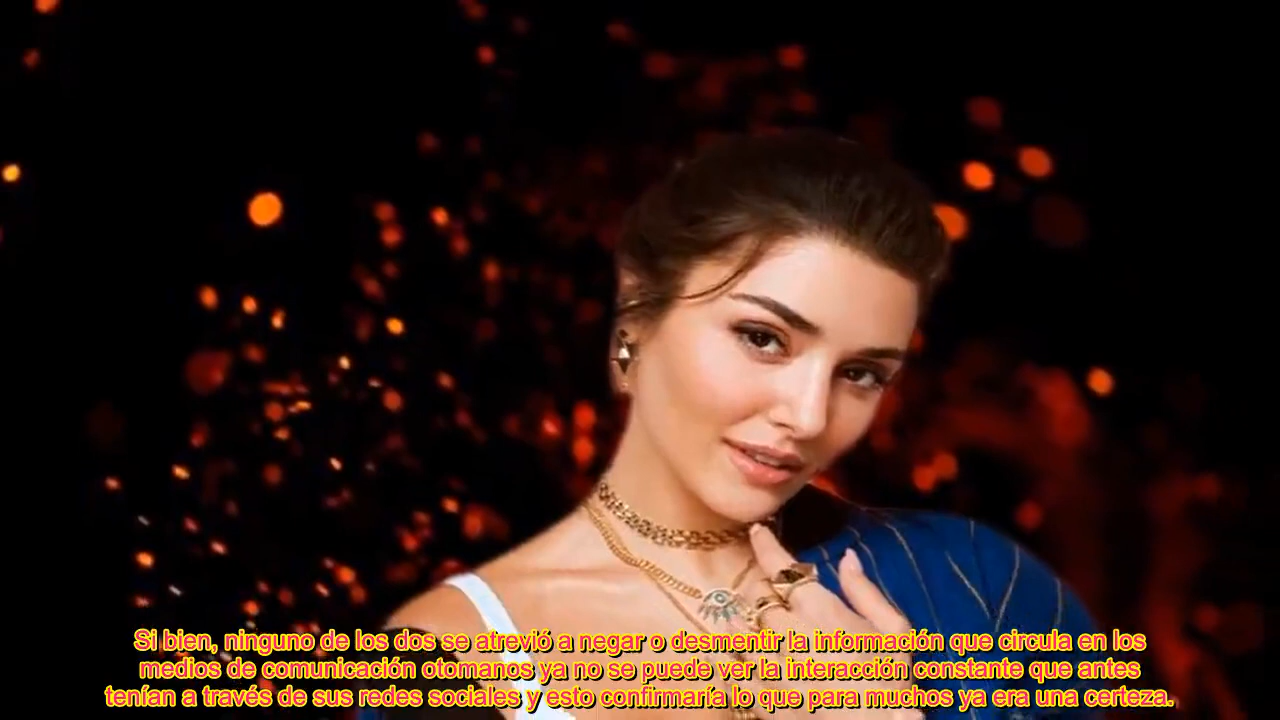 Si bien, ninguno de los dos se atrevió a negar o desmentir la información que circula en los
medios de comunicación otomanos ya no se puede ver la interacción constante que antes
tenían a través de sus redes sociales y esto confirmaría lo que para muchos ya era una certeza.